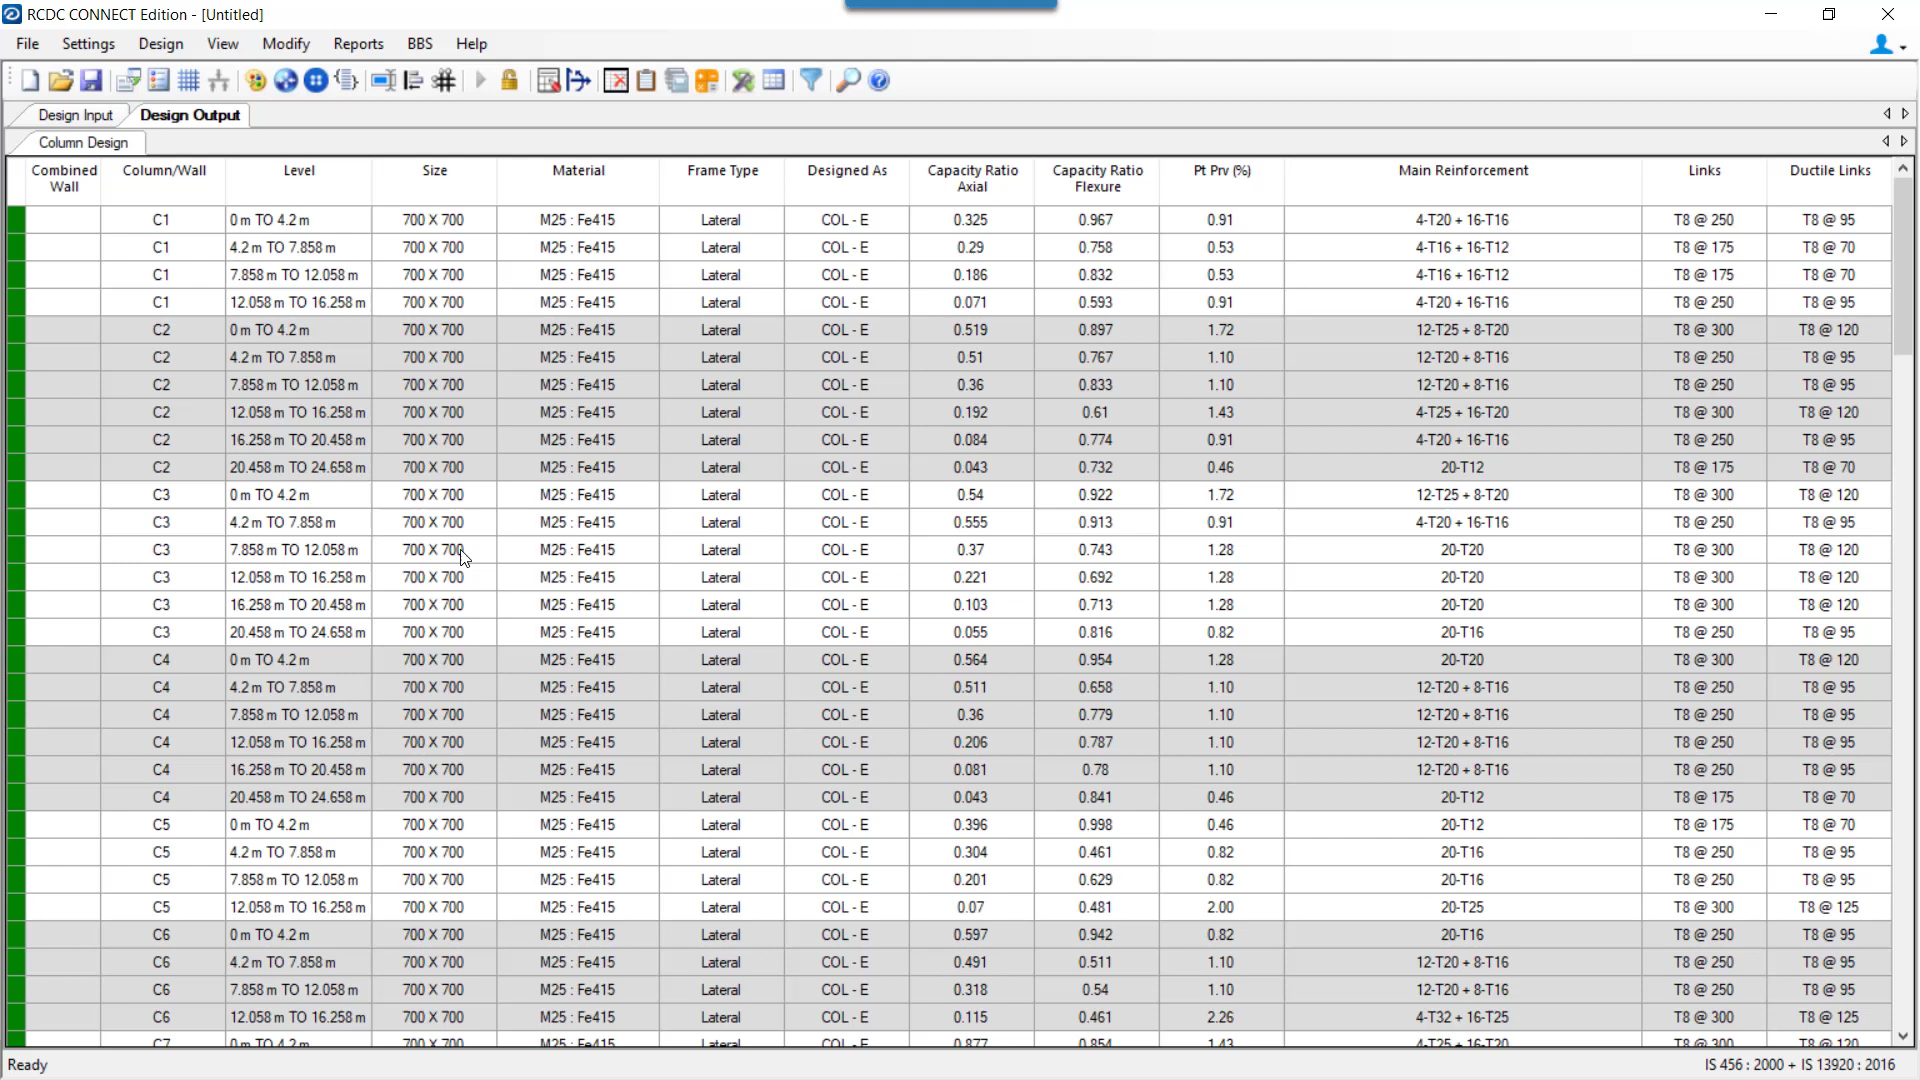 RCDC CONNECT Edition - [Untitled]
File Settings Design View Modify Reports BBS Help
Design Input Design Output
Column Design
Combined Wall Column/Wall Level Size Material Frame Type Designed As Capacity Ratio Axial Capacity Ratio Flexure Pt Prv (%) Main Reinforcement Links Ductile Links
C1 0 m TO 4.2 m 700 X 700 M25 : Fe415 Lateral COL - E 0.325 0.967 0.91 4-T20 + 16-T16 T8 @ 250 T8 @ 95
C1 4.2 m TO 7.858 m 700 X 700 M25 : Fe415 Lateral COL - E 0.29 0.758 0.53 4-T16 + 16-T12 T8 @ 175 T8 @ 70
C1 7.858 m TO 12.058 m 700 X 700 M25 : Fe415 Lateral COL - E 0.186 0.832 0.53 4-T16 + 16-T12 T8 @ 175 T8 @ 70
C1 12.058 m TO 16.258 m 700 X 700 M25 : Fe415 Lateral COL - E 0.071 0.593 0.91 4-T20 + 16-T16 T8 @ 250 T8 @ 95
C2 0 m TO 4.2 m 700 X 700 M25 : Fe415 Lateral COL - E 0.519 0.897 1.72 12-T25 + 8-T20 T8 @ 300 T8 @ 120
C2 4.2 m TO 7.858 m 700 X 700 M25 : Fe415 Lateral COL - E 0.51 0.767 1.10 12-T20 + 8-T16 T8 @ 250 T8 @ 95
C2 7.858 m TO 12.058 m 700 X 700 M25 : Fe415 Lateral COL - E 0.36 0.833 1.10 12-T20 + 8-T16 T8 @ 250 T8 @ 95
C2 12.058 m TO 16.258 m 700 X 700 M25 : Fe415 Lateral COL - E 0.192 0.61 1.43 4-T25 + 16-T20 T8 @ 300 T8 @ 120
C2 16.258 m TO 20.458 m 700 X 700 M25 : Fe415 Lateral COL - E 0.084 0.774 0.91 4-T20 + 16-T16 T8 @ 250 T8 @ 95
C2 20.458 m TO 24.658 m 700 X 700 M25 : Fe415 Lateral COL - E 0.043 0.732 0.46 20-T12 T8 @ 175 T8 @ 70
C3 0 m TO 4.2 m 700 X 700 M25 : Fe415 Lateral COL - E 0.54 0.922 1.72 12-T25 + 8-T20 T8 @ 300 T8 @ 120
C3 4.2 m TO 7.858 m 700 X 700 M25 : Fe415 Lateral COL - E 0.555 0.913 0.91 4-T20 + 16-T16 T8 @ 250 T8 @ 95
C3 7.858 m TO 12.058 m 700 X 700 M25 : Fe415 Lateral COL - E 0.37 0.743 1.28 20-T20 T8 @ 300 T8 @ 120
C3 12.058 m TO 16.258 m 700 X 700 M25 : Fe415 Lateral COL - E 0.221 0.692 1.28 20-T20 T8 @ 300 T8 @ 120
C3 16.258 m TO 20.458 m 700 X 700 M25 : Fe415 Lateral COL - E 0.103 0.713 1.28 20-T20 T8 @ 300 T8 @ 120
C3 20.458 m TO 24.658 m 700 X 700 M25 : Fe415 Lateral COL - E 0.055 0.816 0.82 20-T16 T8 @ 250 T8 @ 95
C4 0 m TO 4.2 m 700 X 700 M25 : Fe415 Lateral COL - E 0.564 0.954 1.28 20-T20 T8 @ 300 T8 @ 120
C4 4.2 m TO 7.858 m 700 X 700 M25 : Fe415 Lateral COL - E 0.511 0.658 1.10 12-T20 + 8-T16 T8 @ 250 T8 @ 95
C4 7.858 m TO 12.058 m 700 X 700 M25 : Fe415 Lateral COL - E 0.36 0.779 1.10 12-T20 + 8-T16 T8 @ 250 T8 @ 95
C4 12.058 m TO 16.258 m 700 X 700 M25 : Fe415 Lateral COL - E 0.206 0.787 1.10 12-T20 + 8-T16 T8 @ 250 T8 @ 95
C4 16.258 m TO 20.458 m 700 X 700 M25 : Fe415 Lateral COL - E 0.081 0.78 1.10 12-T20 + 8-T16 T8 @ 250 T8 @ 95
C4 20.458 m TO 24.658 m 700 X 700 M25 : Fe415 Lateral COL - E 0.043 0.841 0.46 20-T12 T8 @ 175 T8 @ 70
C5 0 m TO 4.2 m 700 X 700 M25 : Fe415 Lateral COL - E 0.396 0.998 0.46 20-T12 T8 @ 175 T8 @ 70
C5 4.2 m TO 7.858 m 700 X 700 M25 : Fe415 Lateral COL - E 0.304 0.461 0.82 20-T16 T8 @ 250 T8 @ 95
C5 7.858 m TO 12.058 m 700 X 700 M25 : Fe415 Lateral COL - E 0.201 0.629 0.82 20-T16 T8 @ 250 T8 @ 95
C5 12.058 m TO 16.258 m 700 X 700 M25 : Fe415 Lateral COL - E 0.07 0.481 2.00 20-T25 T8 @ 300 T8 @ 125
C6 0 m TO 4.2 m 700 X 700 M25 : Fe415 Lateral COL - E 0.597 0.942 0.82 20-T16 T8 @ 250 T8 @ 95
C6 4.2 m TO 7.858 m 700 X 700 M25 : Fe415 Lateral COL - E 0.491 0.511 1.10 12-T20 + 8-T16 T8 @ 250 T8 @ 95
C6 7.858 m TO 12.058 m 700 X 700 M25 : Fe415 Lateral COL - E 0.318 0.54 1.10 12-T20 + 8-T16 T8 @ 250 T8 @ 95
C6 12.058 m TO 16.258 m 700 X 700 M25 : Fe415 Lateral COL - E 0.115 0.461 2.26 4-T32 + 16-T25 T8 @ 300 T8 @ 125
C7 0 m TO 4.2 m 700 X 700 M25 : Fe415 Lateral COL - E 0.877 0.854 1.43 4-T25 + 16-T20 T8 @ 300 T8 @ 120
Ready IS 456 : 2000 + IS 13920 : 2016